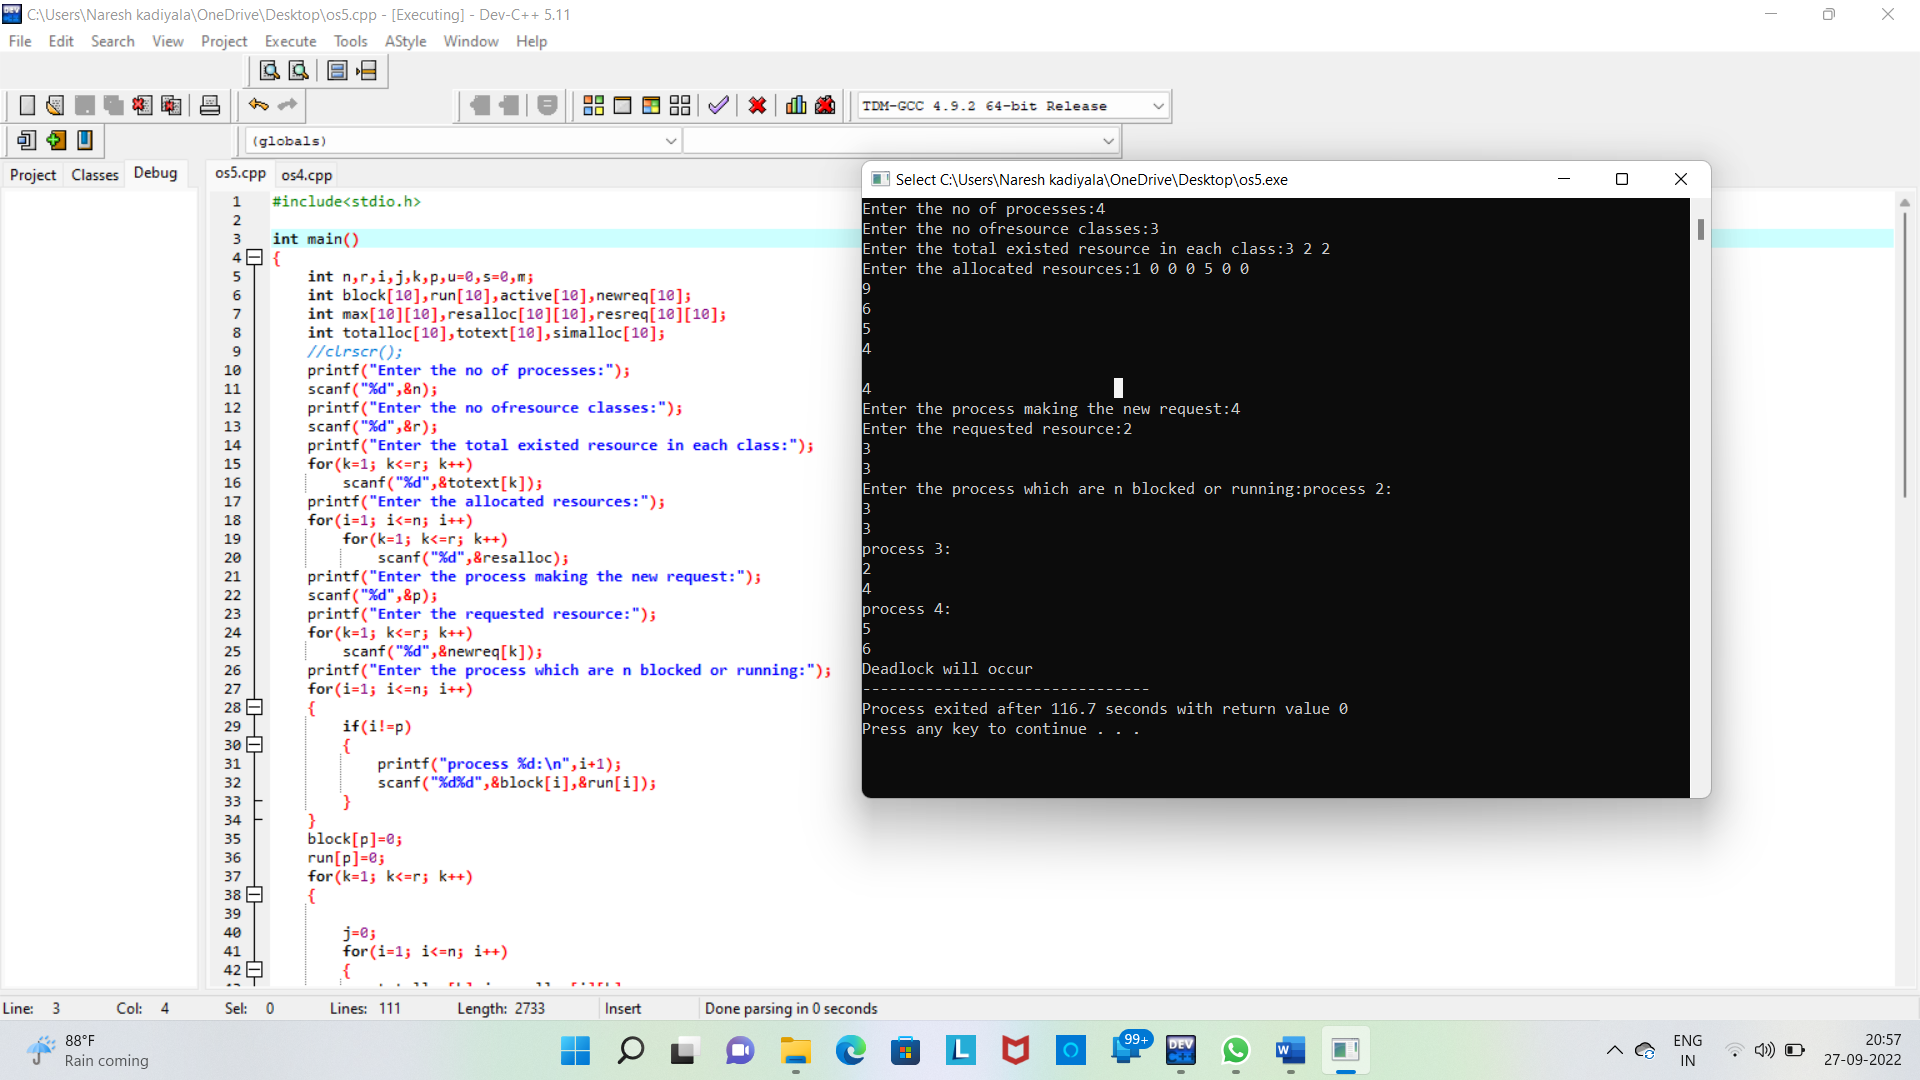 C:\Users\Naresh kadiyala\OneDrive\Desktop\os5.cpp - [Executing] - Dev-C++ 5.11
File Edit Search View Project Execute Tools AStyle Window Help
TDM-GCC 4.9.2 64-bit Release
(globals)
Project Classes Debug
os5.cpp os4.cpp
1 #include<stdio.h>
2
3 int main()
4 {
5 int n,r,i,j,k,p,u=0,s=0,m;
6 int block[10],run[10],active[10],newreq[10];
7 int max[10][10],resalloc[10][10],resreq[10][10];
8 int totalloc[10],totext[10],simalloc[10];
9 //clrscr();
10 printf("Enter the no of processes:");
11 scanf("%d",&n);
12 printf("Enter the no ofresource classes:");
13 scanf("%d",&r);
14 printf("Enter the total existed resource in each class:");
15 for(k=1; k<=r; k++)
16 scanf("%d",&totext[k]);
17 printf("Enter the allocated resources:");
18 for(i=1; i<=n; i++)
19 for(k=1; k<=r; k++)
20 scanf("%d",&resalloc);
21 printf("Enter the process making the new request:");
22 scanf("%d",&p);
23 printf("Enter the requested resource:");
24 for(k=1; k<=r; k++)
25 scanf("%d",&newreq[k]);
26 printf("Enter the process which are n blocked or running:");
27 for(i=1; i<=n; i++)
28 {
29 if(i!=p)
30 {
31 printf("process %d:\n",i+1);
32 scanf("%d%d",&block[i],&run[i]);
33 }
34 }
35 block[p]=0;
36 run[p]=0;
37 for(k=1; k<=r; k++)
38 {
39
40 j=0;
41 for(i=1; i<=n; i++)
42 {
Select C:\Users\Naresh kadiyala\OneDrive\Desktop\os5.exe
Enter the no of processes:4
Enter the no ofresource classes:3
Enter the total existed resource in each class:3 2 2
Enter the allocated resources:1 0 0 0 5 0 0
9
6
5
4
4
Enter the process making the new request:4
Enter the requested resource:2
3
3
Enter the process which are n blocked or running:process 2:
3
3
process 3:
2
4
process 4:
5
6
Deadlock will occur
--------------------------------
Process exited after 116.7 seconds with return value 0
Press any key to continue . . .
Line: 3 Col: 4 Sel: 0 Lines: 111 Length: 2733 Insert Done parsing in 0 seconds
88°F
Rain coming
99+
DEV C++
ENG
IN
20:57
27-09-2022